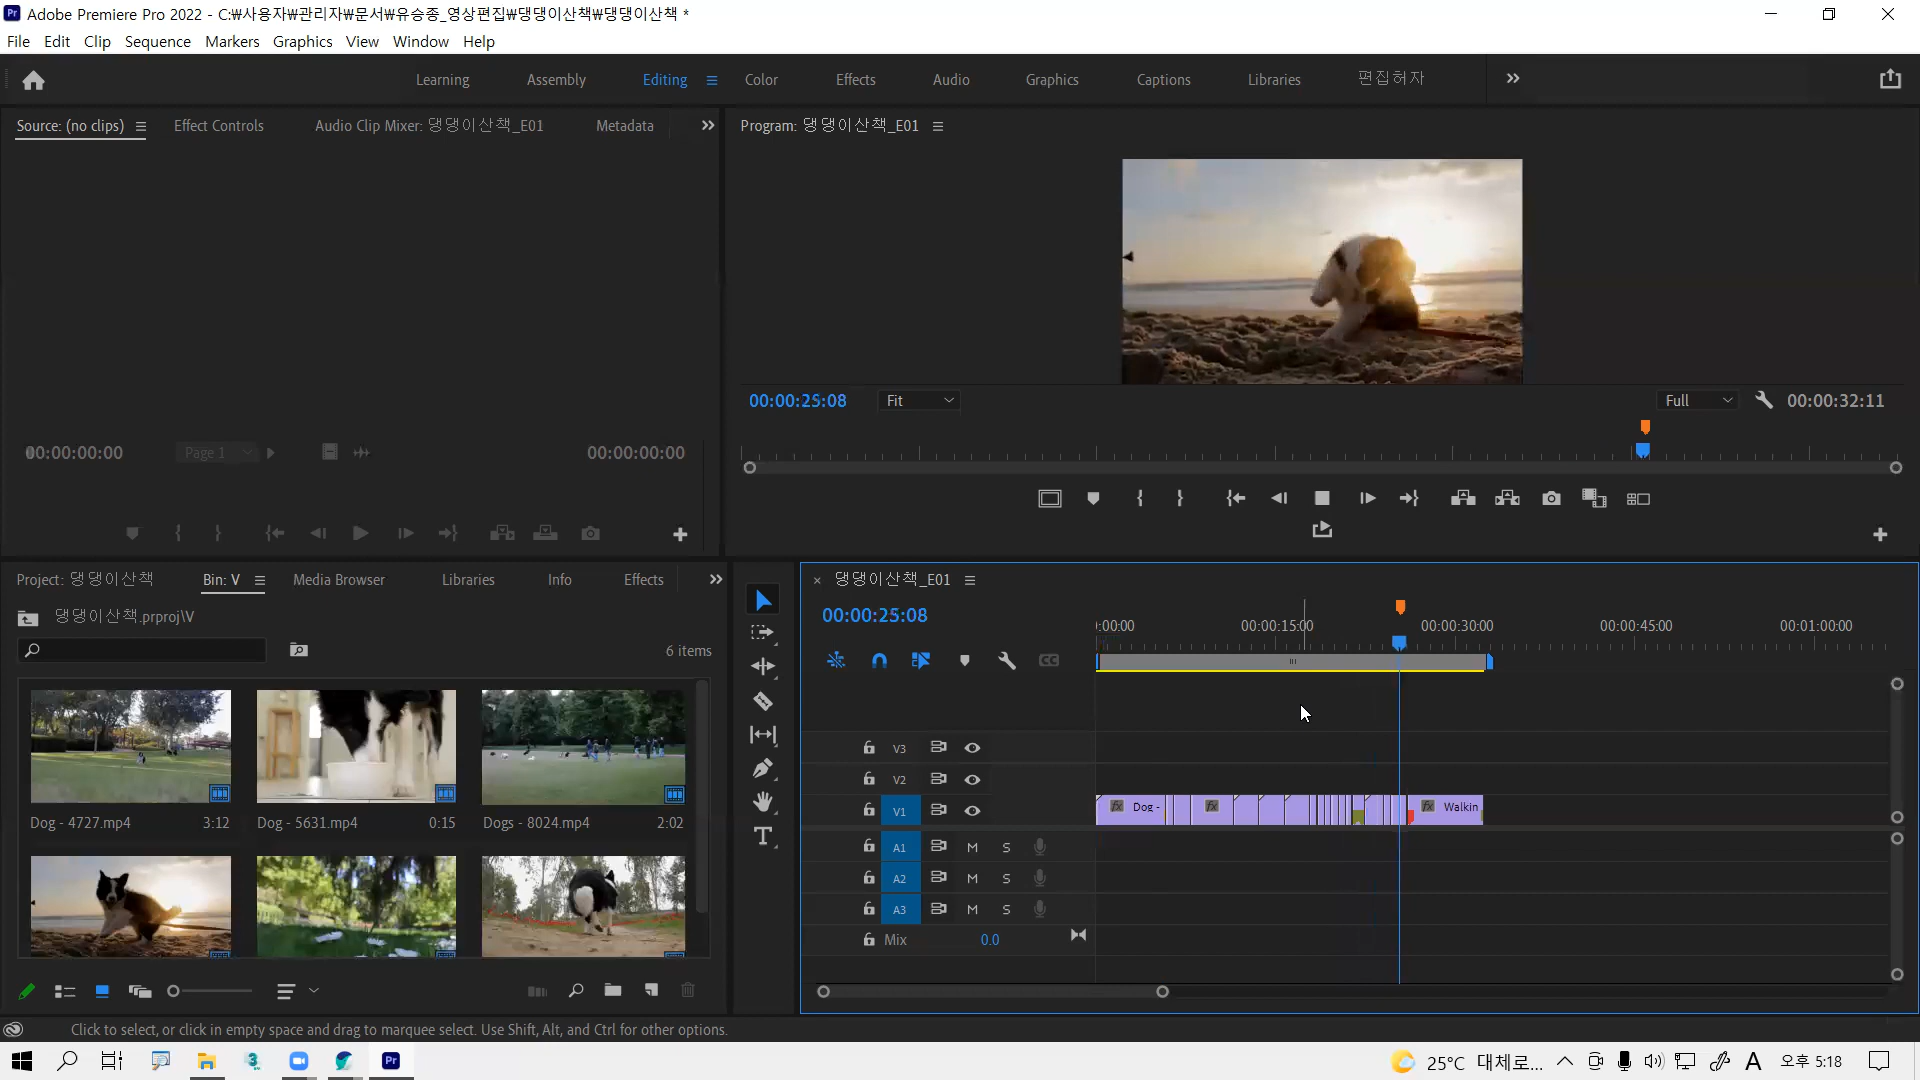 Adobe Premiere Pro 2022 - C:₩사용자₩관리자₩문서₩유승종_영상편집₩댕댕이산책₩댕댕이산책 *
File Edit Clip Sequence Markers Graphics View Window Help
Learning Assembly Editing Color Effects Audio Graphics Captions Libraries 편집허자
Source: (no clips) Effect Controls Audio Clip Mixer: 댕댕이산책_E01 Metadata
Program: 댕댕이산책_E01
00:00:25:08 Fit Full 00:00:32:11
00:00:00:00 Page 1 00:00:00:00
Project: 댕댕이산책 Bin: V Media Browser Libraries Info Effects
댕댕이산책.prproj₩V
6 items
Dog - 4727.mp4 3:12
Dog - 5631.mp4 0:15
Dogs - 8024.mp4 2:02
댕댕이산책_E01
00:00:25:08
:00:00 00:00:15:00 00:00:30:00 00:00:45:00 00:01:00:00
V3
V2
V1 fx Dog - fx fx Walkin
A1 M S
A2 M S
A3 M S
Mix 0.0
Click to select, or click in empty space and drag to marquee select. Use Shift, Alt, and Ctrl for other options.
25°C 대체로... A 오후 5:18